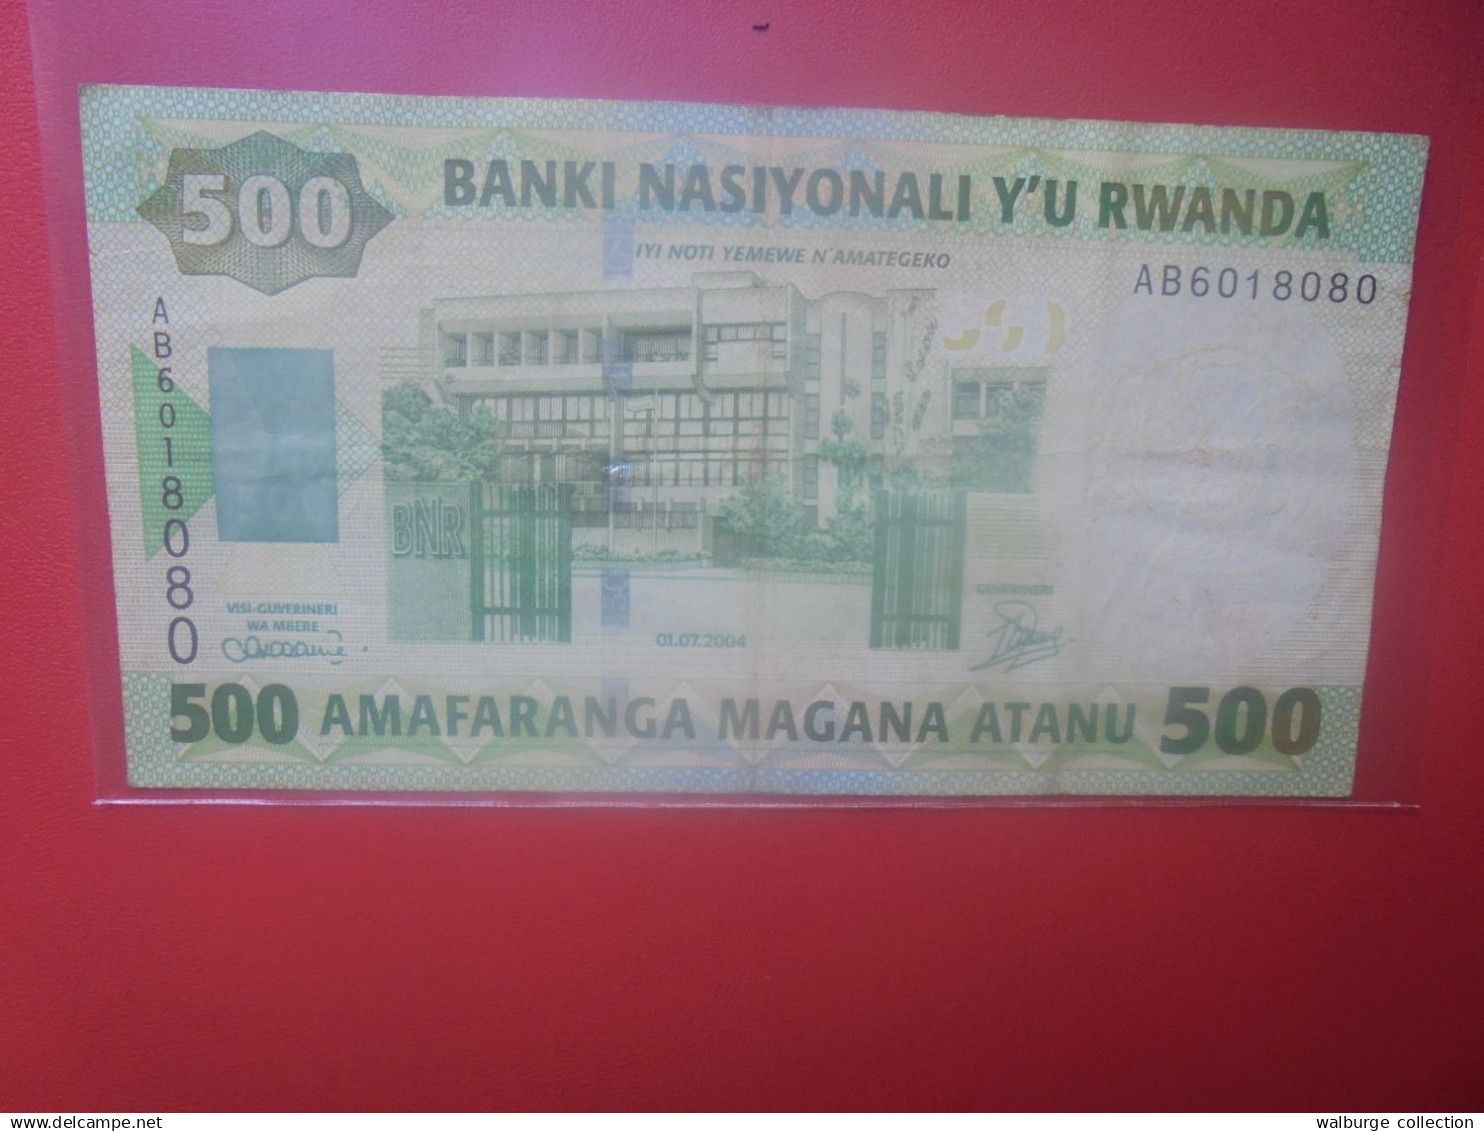 500
BANKI NASIYONALI Y'U RWANDA
IYI NOTI YEMEWE N'AMATEGEKO
AB6018080
AB6018080
BNR
VISI-GUVERINERI
WA MBERE
01.07.2004
GUVERINERI
500 AMAFARANGA MAGANA ATANU 500
delcampe.net
walburge collection